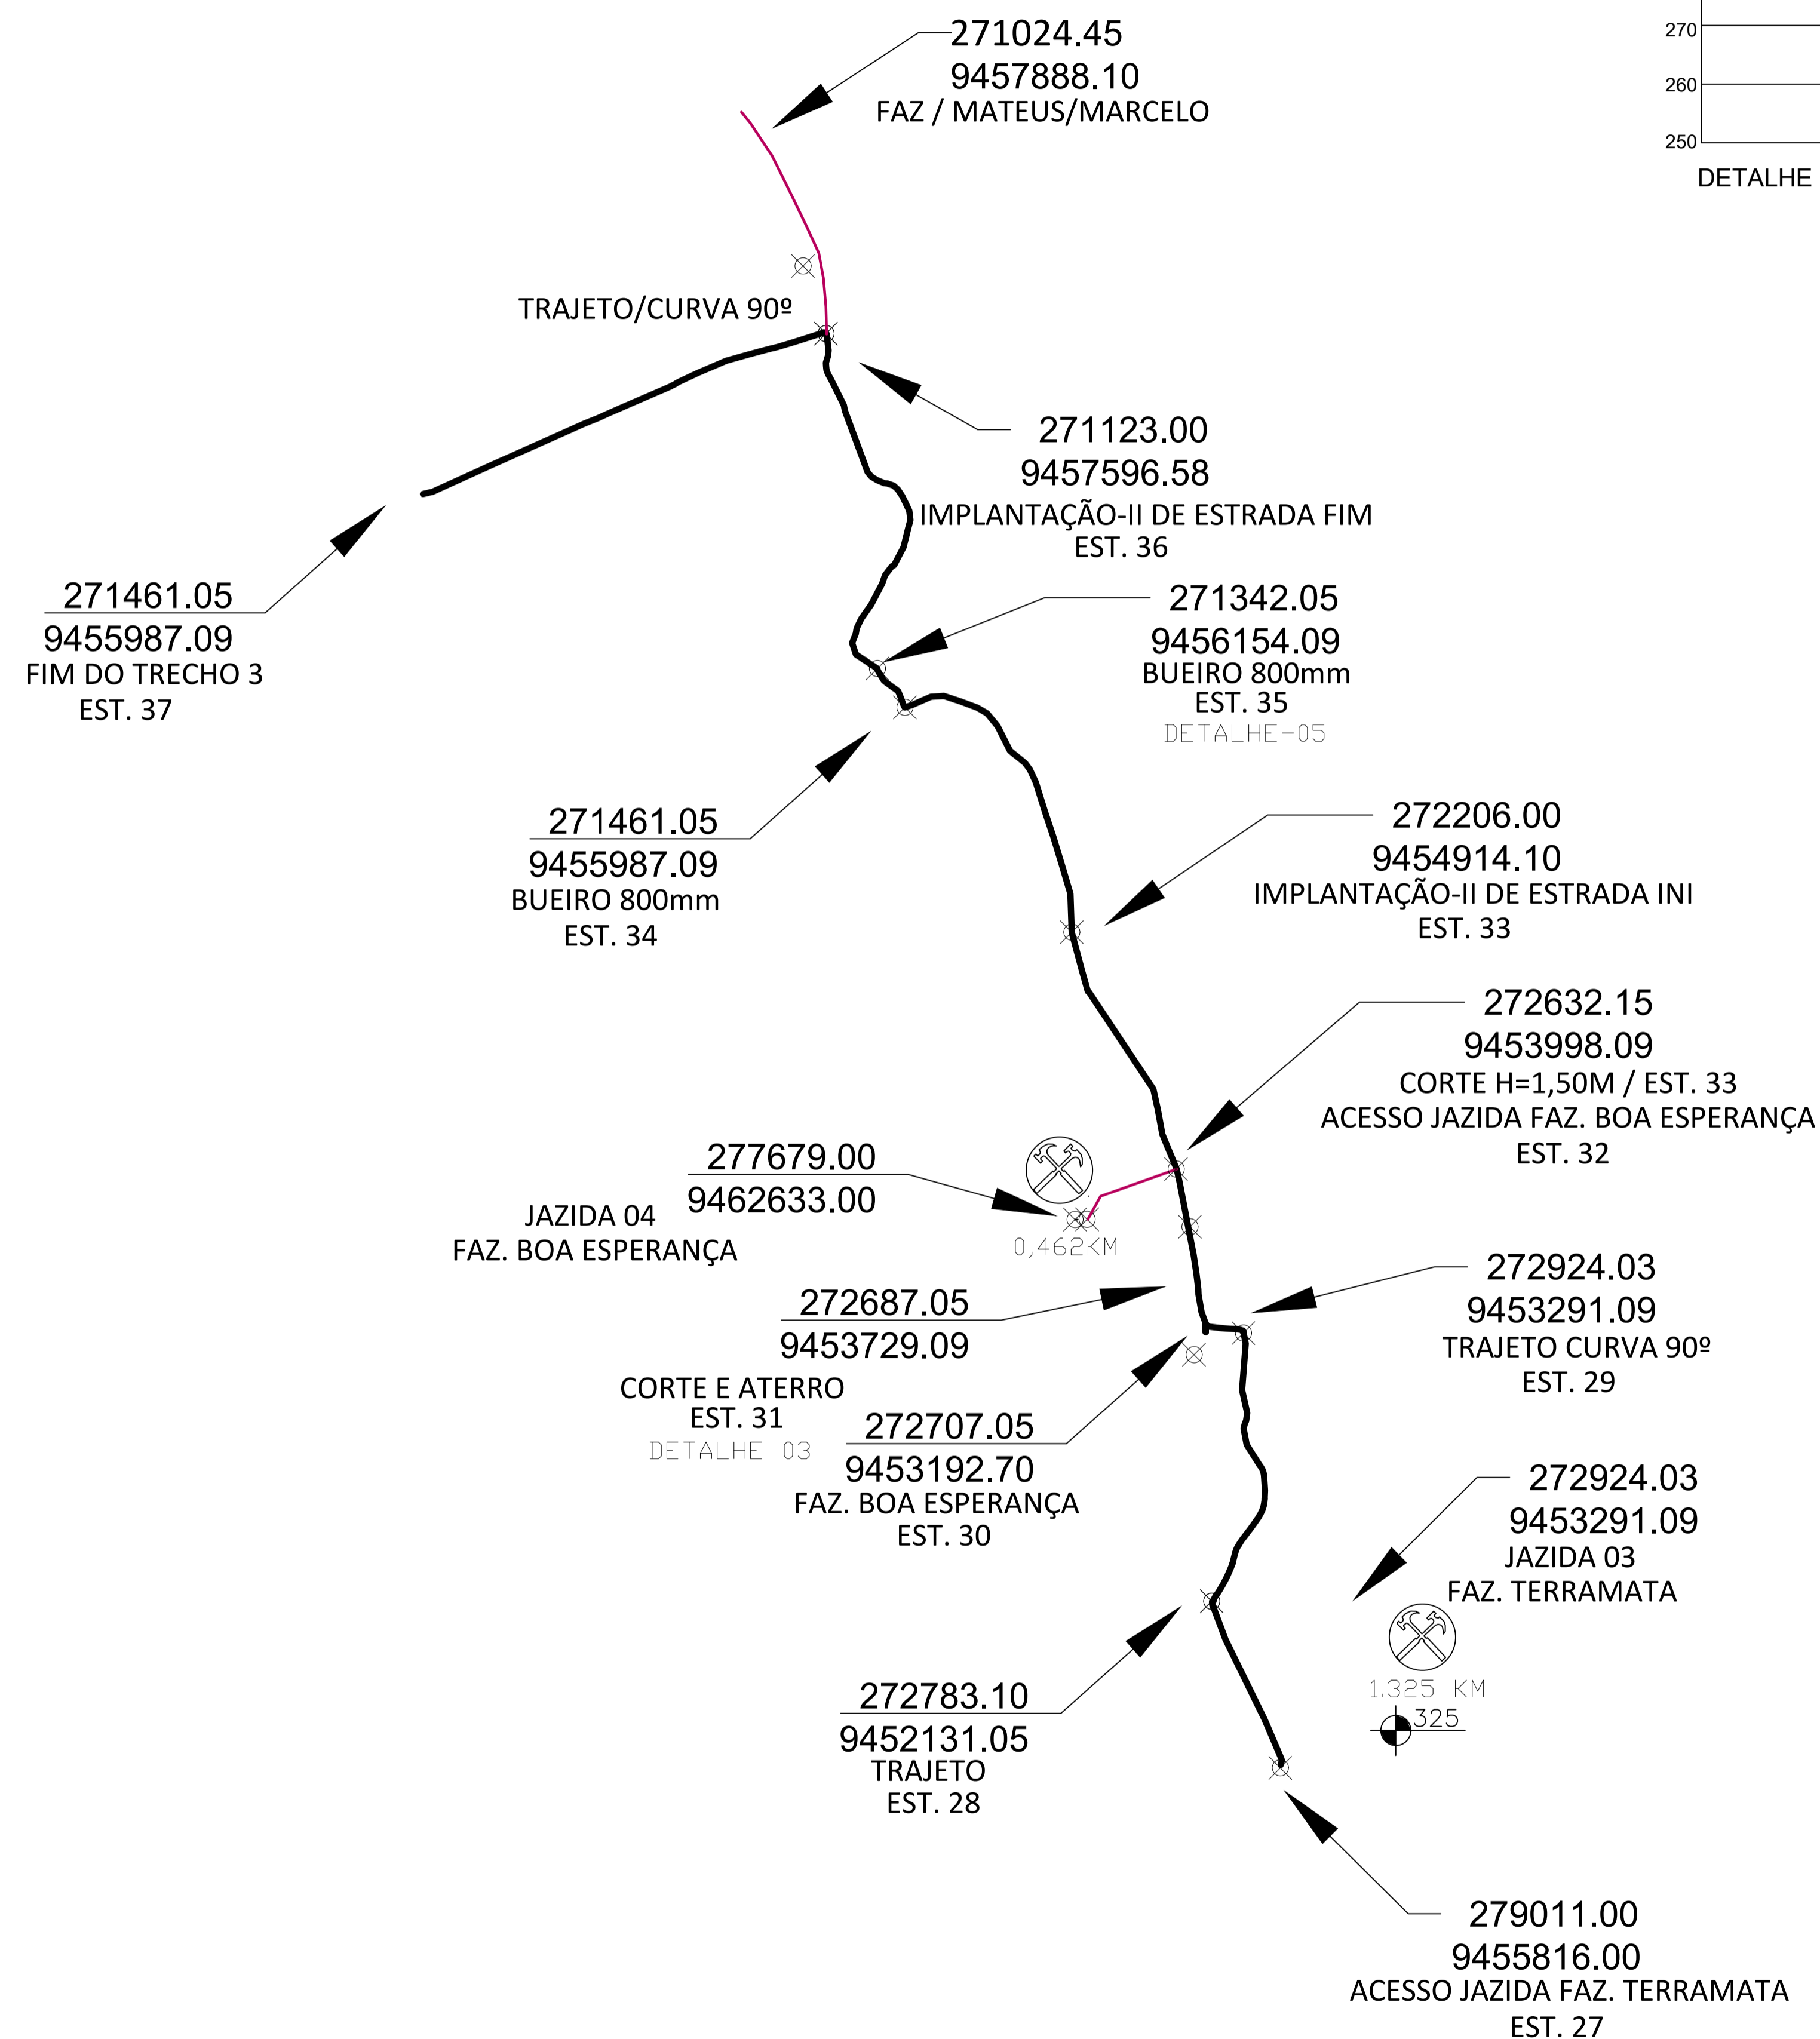 271024.45
9457888.10
FAZ / MATEUS/MARCELO
270
260
250
DETALHE
TRAJETO/CURVA 90º
271123.00
9457596.58
IMPLANTAÇÃO-II DE ESTRADA FIM
EST. 36
271461.05
9455987.09
FIM DO TRECHO 3
EST. 37
271342.05
9456154.09
BUEIRO 800mm
EST. 35
DETALHE-05
271461.05
9455987.09
BUEIRO 800mm
EST. 34
272206.00
9454914.10
IMPLANTAÇÃO-II DE ESTRADA INI
EST. 33
272632.15
9453998.09
CORTE H=1,50M / EST. 33
ACESSO JAZIDA FAZ. BOA ESPERANÇA
EST. 32
277679.00
9462633.00
JAZIDA 04
FAZ. BOA ESPERANÇA
0,462KM
272687.05
9453729.09
CORTE E ATERRO
EST. 31
DETALHE 03
272924.03
9453291.09
TRAJETO CURVA 90º
EST. 29
272707.05
9453192.70
FAZ. BOA ESPERANÇA
EST. 30
272924.03
9453291.09
JAZIDA 03
FAZ. TERRAMATA
1.325 KM
325
272783.10
9452131.05
TRAJETO
EST. 28
279011.00
9455816.00
ACESSO JAZIDA FAZ. TERRAMATA
EST. 27